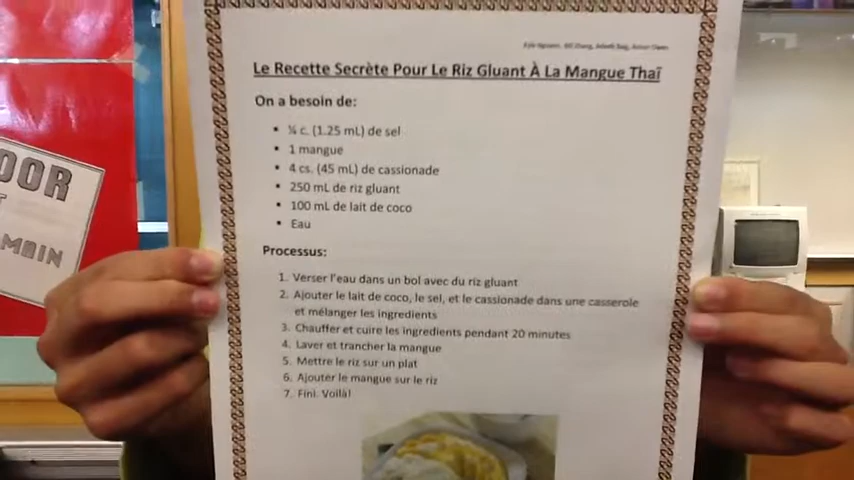 Le Recette Secrète Pour Le Riz Gluant À La Mangue Thaï
On a besoin de:
• ¼ c. (1.25 mL) de sel
• 1 mangue
• 4 cs. (45 mL) de cassionade
• 250 mL de riz gluant
• 100 mL de lait de coco
• Eau
Processus:
1. Verser l'eau dans un bol avec du riz gluant
2. Ajouter le lait de coco, le sel, et le cassionade dans une casserole
et mélanger les ingredients
3. Chauffer et cuire les ingredients pendant 20 minutes
4. Laver et trancher la mangue
5. Mettre le riz sur un plat
6. Ajouter le mangue sur le riz
7. Fini. Voilà!